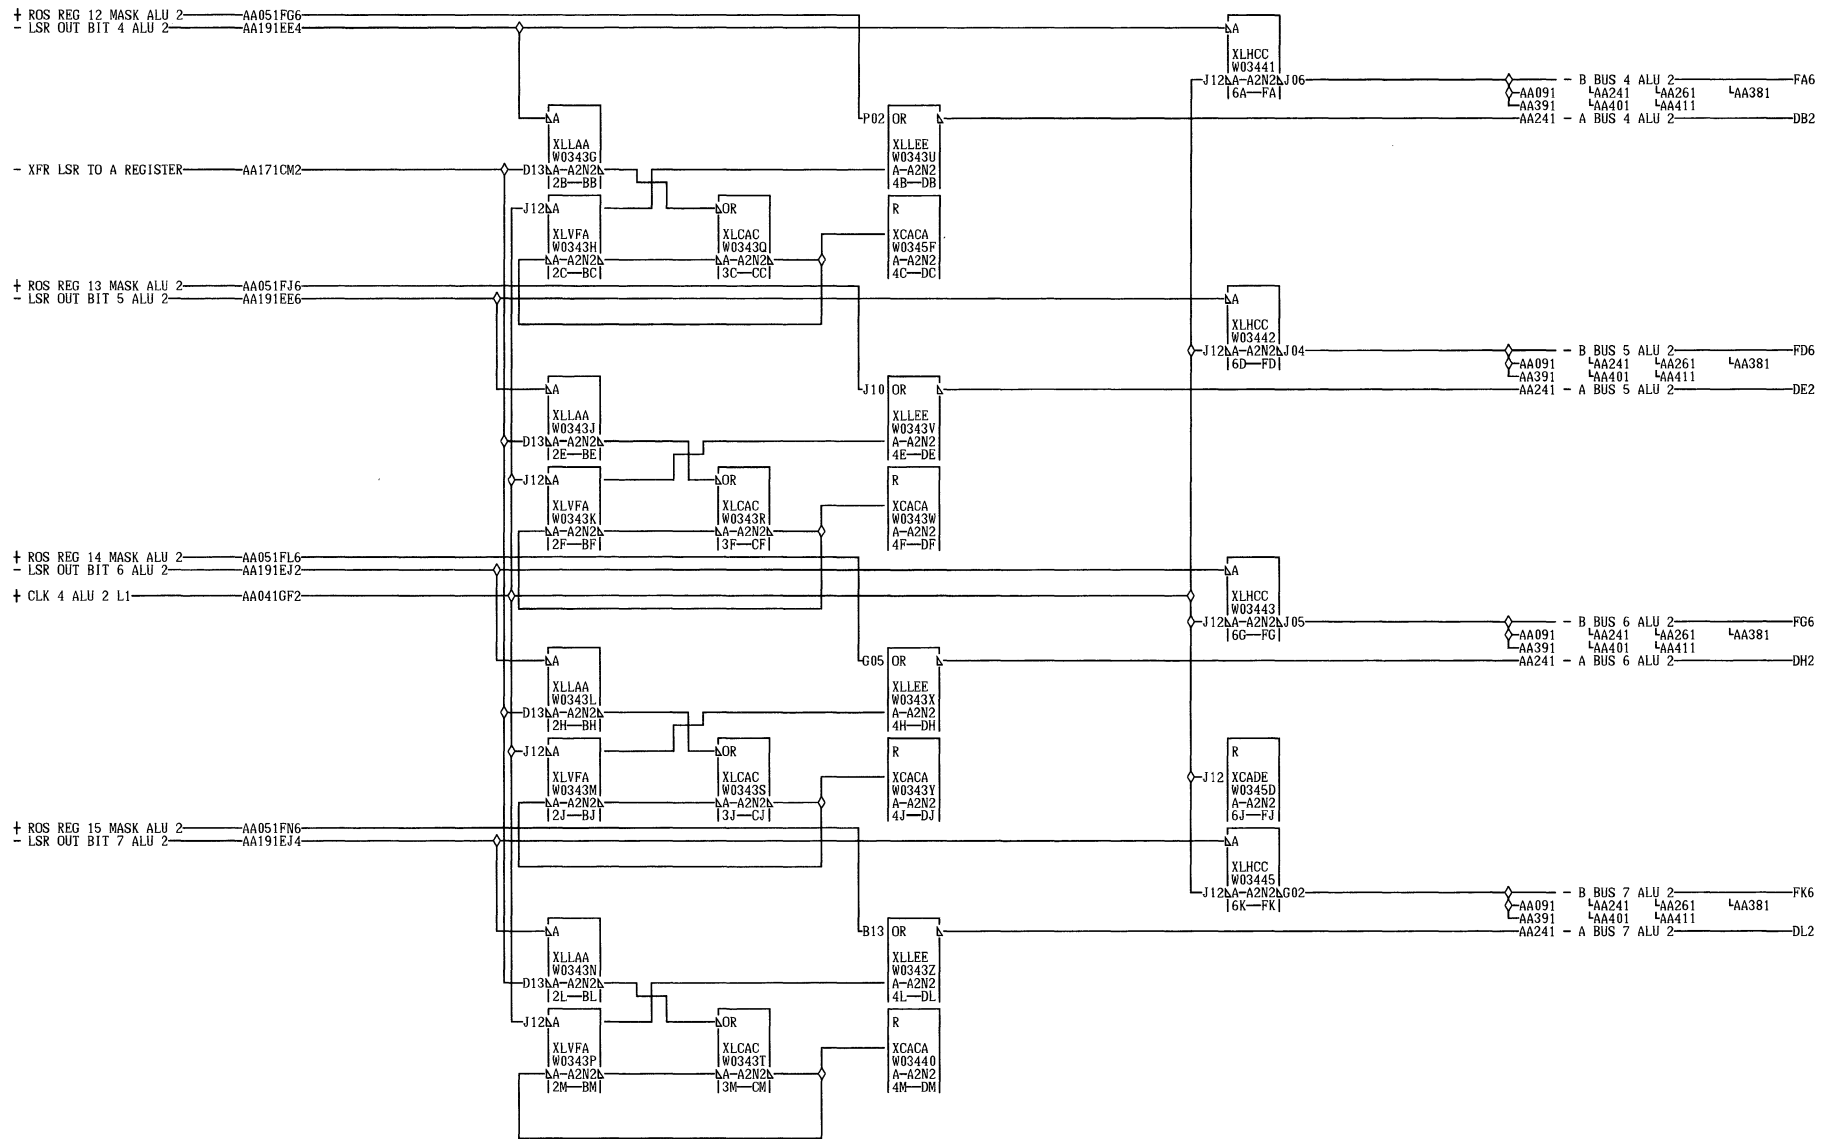 + ROS REG 12 MASK ALU 2 AA051FG6
- LSR OUT BIT 4 ALU 2 AA191EE4
A
XLHCC
W03441
J12 A-A2N2 J06 - B BUS 4 ALU 2 FA6
6A-FA AA091 AA241 AA261 AA381
AA391 AA401 AA411
A P02 OR AA241 - A BUS 4 ALU 2 DB2
XLLAA XLLEE
W0343G W0343U
- XFR LSR TO A REGISTER AA171CM2 D13 A-A2N2 A-A2N2
2B-BB 4B-DB
J12 A OR R
XLVFA XLCAC XCACA
W0343H W0343Q W0345F
A-A2N2 A-A2N2 A-A2N2
2C-BC 3C-CC 4C-DC
+ ROS REG 13 MASK ALU 2 AA051FJ6
- LSR OUT BIT 5 ALU 2 AA191EE6 A
XLHCC
W03442
J12 A-A2N2 J04 - B BUS 5 ALU 2 FD6
6D-FD AA091 AA241 AA261 AA381
AA391 AA401 AA411
A J10 OR AA241 - A BUS 5 ALU 2 DE2
XLLAA XLLEE
W0343J W0343V
D13 A-A2N2 A-A2N2
2E-BE 4E-DE
J12 A OR R
XLVFA XLCAC XCACA
W0343K W0343R W0343W
A-A2N2 A-A2N2 A-A2N2
2F-BF 3F-CF 4F-DF
+ ROS REG 14 MASK ALU 2 AA051FL6
- LSR OUT BIT 6 ALU 2 AA191EJ2 A
+ CLK 4 ALU 2 L1 AA041GF2 XLHCC
W03443
J12 A-A2N2 J05 - B BUS 6 ALU 2 FG6
6G-FG AA091 AA241 AA261 AA381
AA391 AA401 AA411
A G05 OR AA241 - A BUS 6 ALU 2 DH2
XLLAA XLLEE
W0343L W0343X
D13 A-A2N2 A-A2N2
2H-BH 4H-DH
J12 A OR R R
XLVFA XLCAC XCACA J12 XCADE
W0343M W0343S W0343Y W0345D
A-A2N2 A-A2N2 A-A2N2 A-A2N2
2J-BJ 3J-CJ 4J-DJ 6J-FJ
+ ROS REG 15 MASK ALU 2 AA051FN6
- LSR OUT BIT 7 ALU 2 AA191EJ4 A
XLHCC
W03445
J12 A-A2N2 G02 - B BUS 7 ALU 2 FK6
6K-FK AA091 AA241 AA261 AA381
AA391 AA401 AA411
A B13 OR AA241 - A BUS 7 ALU 2 DL2
XLLAA XLLEE
W0343N W0343Z
D13 A-A2N2 A-A2N2
2L-BL 4L-DL
J12 A OR R
XLVFA XLCAC XCACA
W0343P W0343T W03440
A-A2N2 A-A2N2 A-A2N2
2M-BM 3M-CM 4M-DM